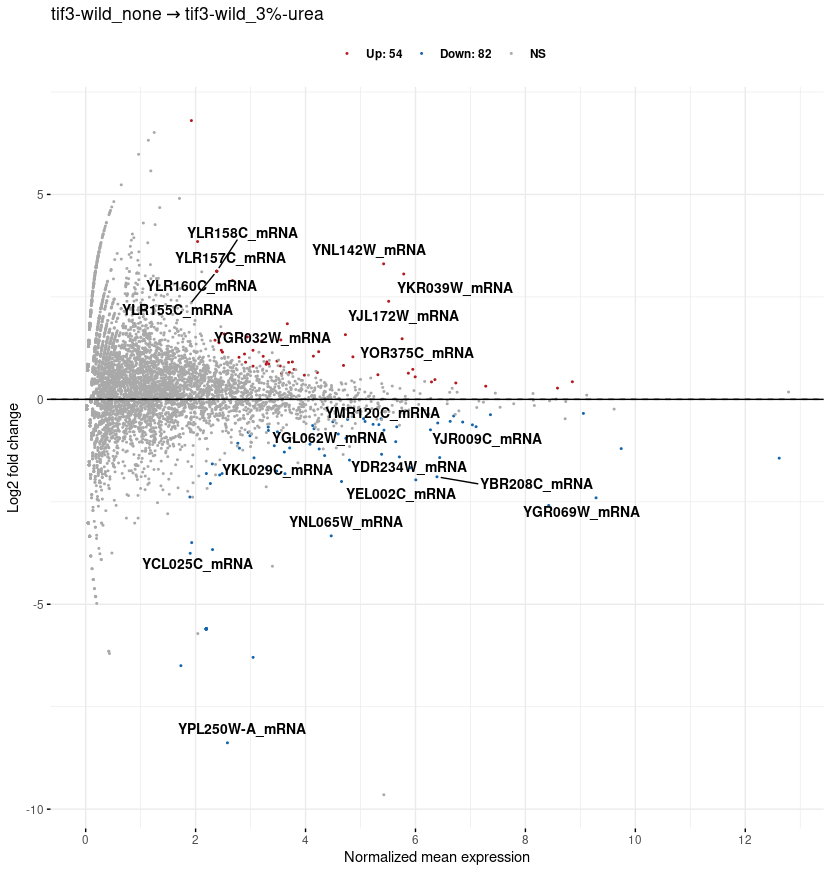 tif3-wild_none → tif3-wild_3%-urea
Up: 54 Down: 82 NS
Log2 fold change
5
0
-5
-10
YLR158C_mRNA
YNL142W_mRNA
YLR157C_mRNA
YLR160C_mRNA
YKR039W_mRNA
YLR155C_mRNA
YJL172W_mRNA
YGR032W_mRNA
YOR375C_mRNA
YMR120C_mRNA
YGL062W_mRNA
YJR009C_mRNA
YKL029C_mRNA
YDR234W_mRNA
YBR208C_mRNA
YEL002C_mRNA
YGR069W_mRNA
YNL065W_mRNA
YCL025C_mRNA
YPL250W-A_mRNA
0 2 4 6 8 10 12
Normalized mean expression